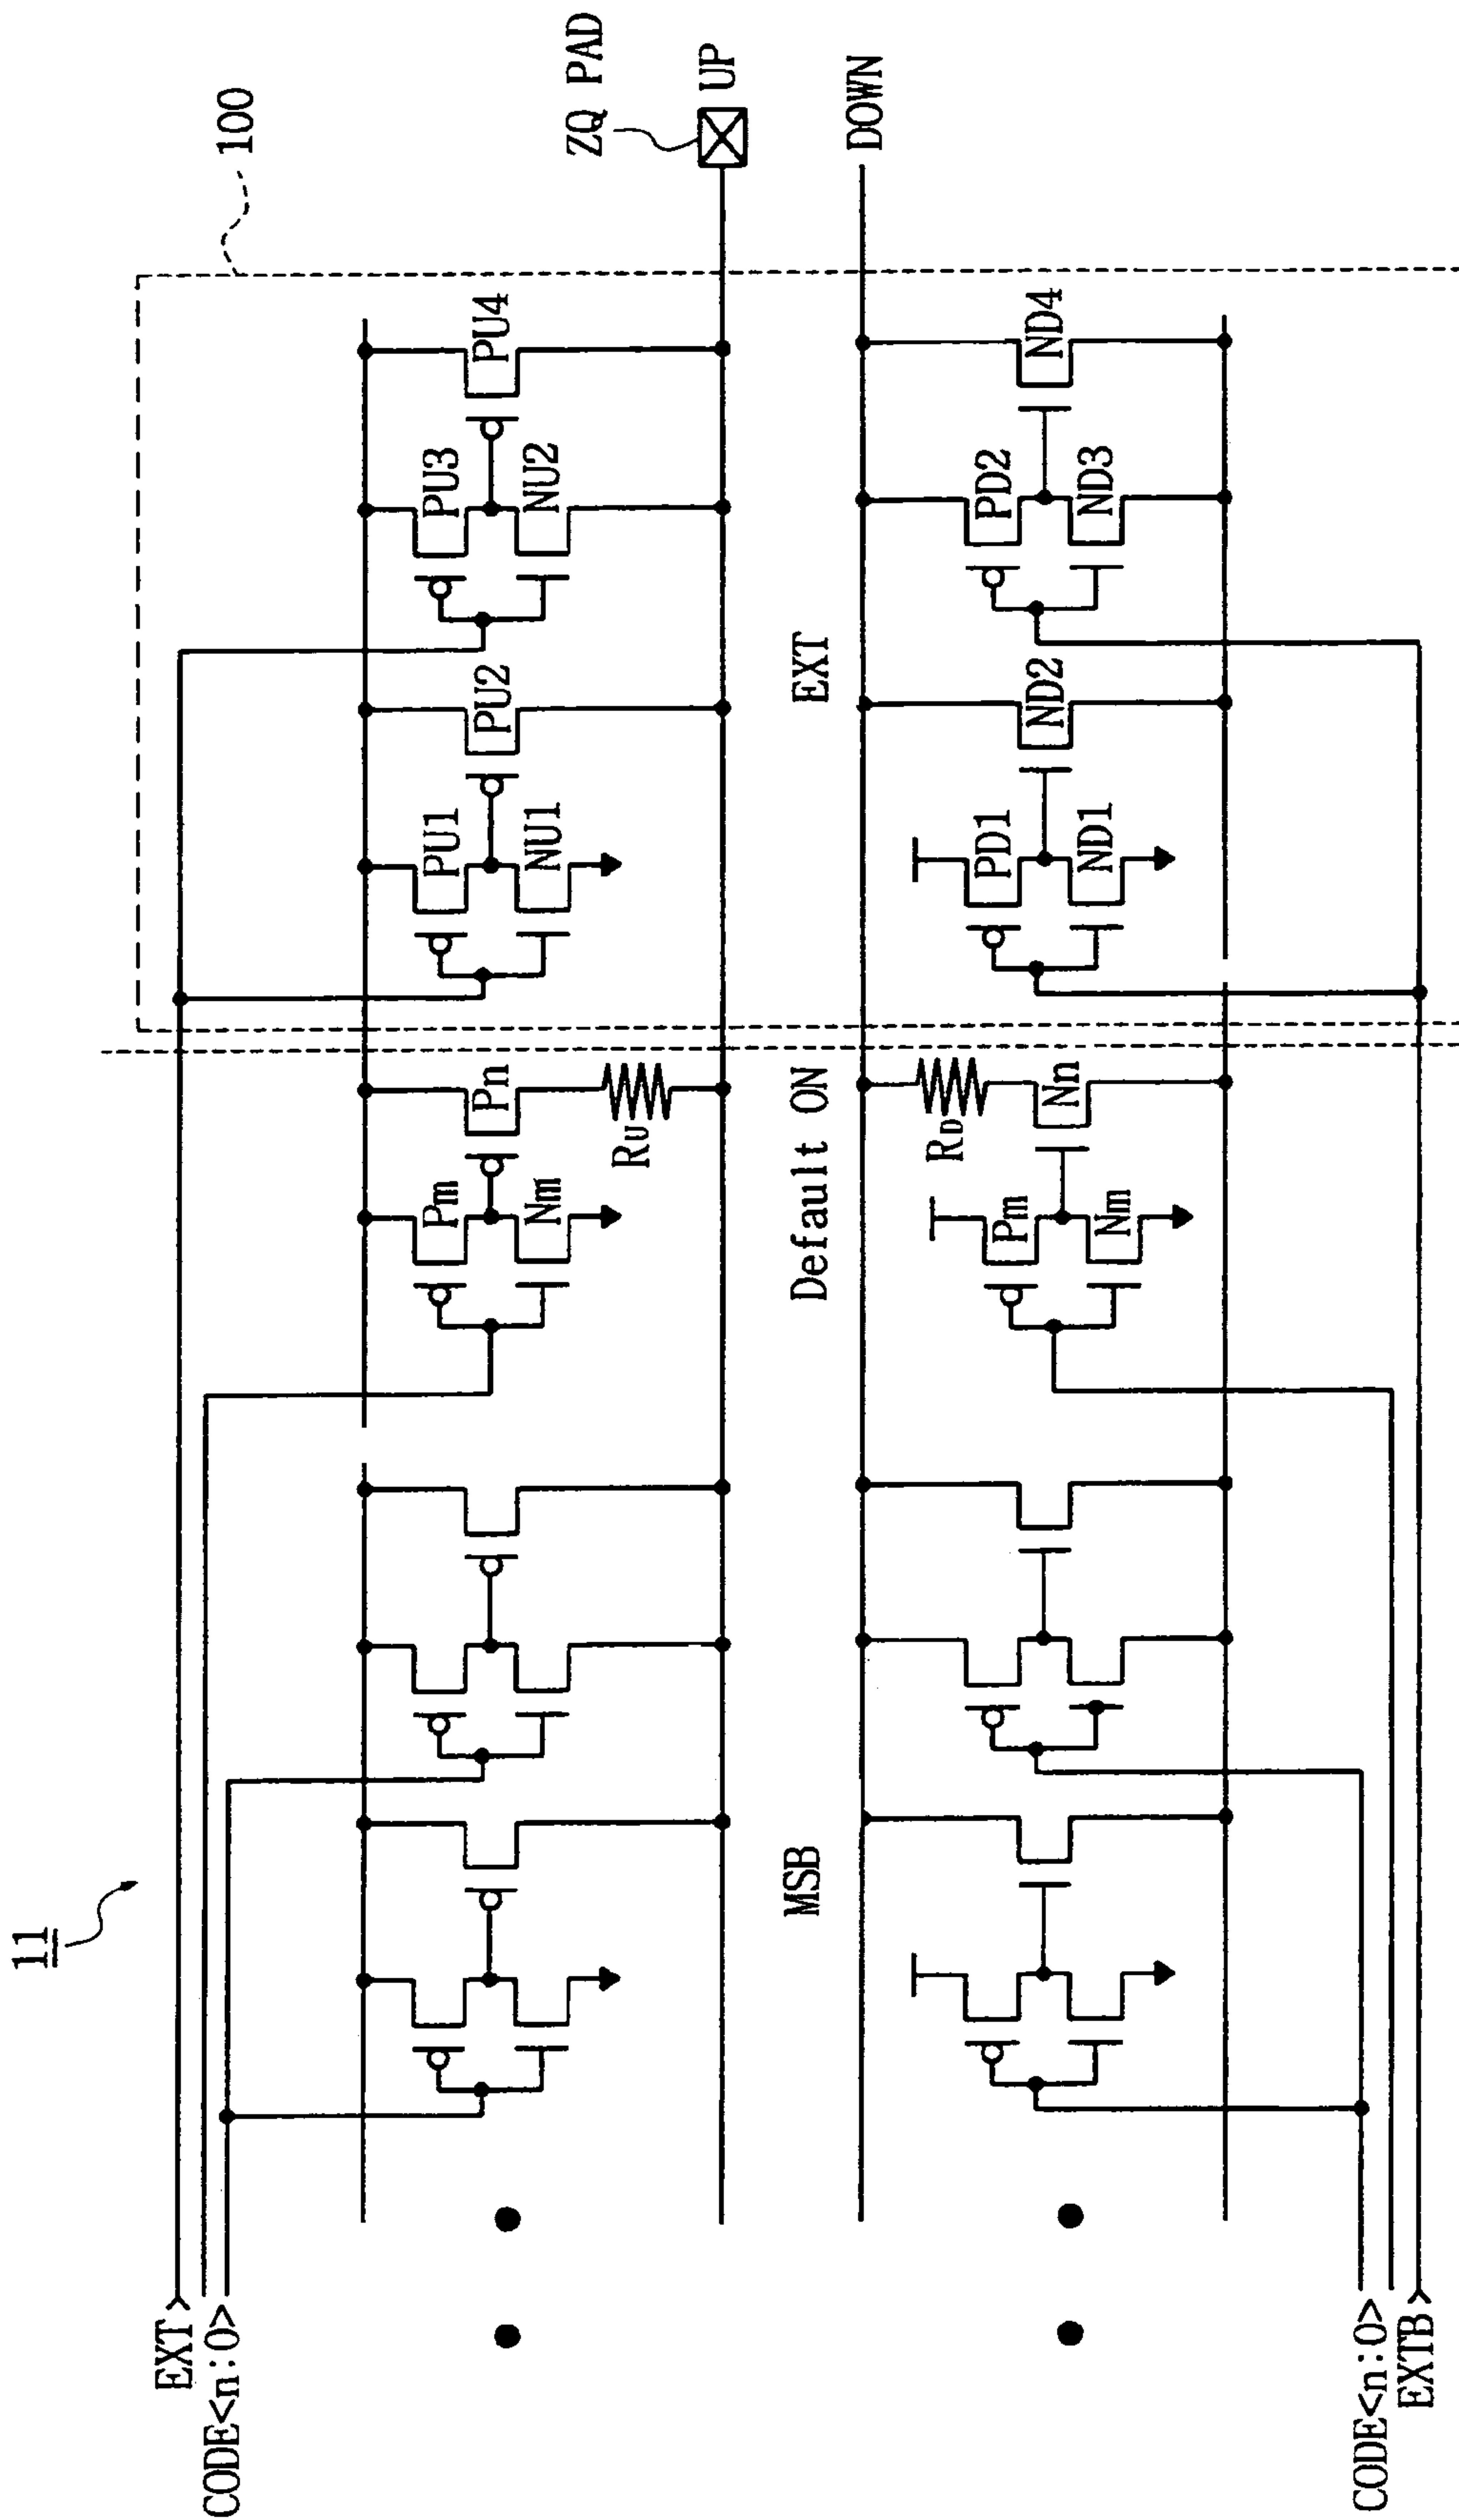 11
100
ZQ PAD
UP
DOWN
EXT
CODE<n:0>
PU1
NU1
PU2
PU3
NU2
PU4
Pm
Nm
Pn
RU
MSB
Default ON
EXT
RD
Pm
Nm
Nn
PD1
ND1
ND2
PD2
ND3
ND4
CODE<n:0>
EXTB